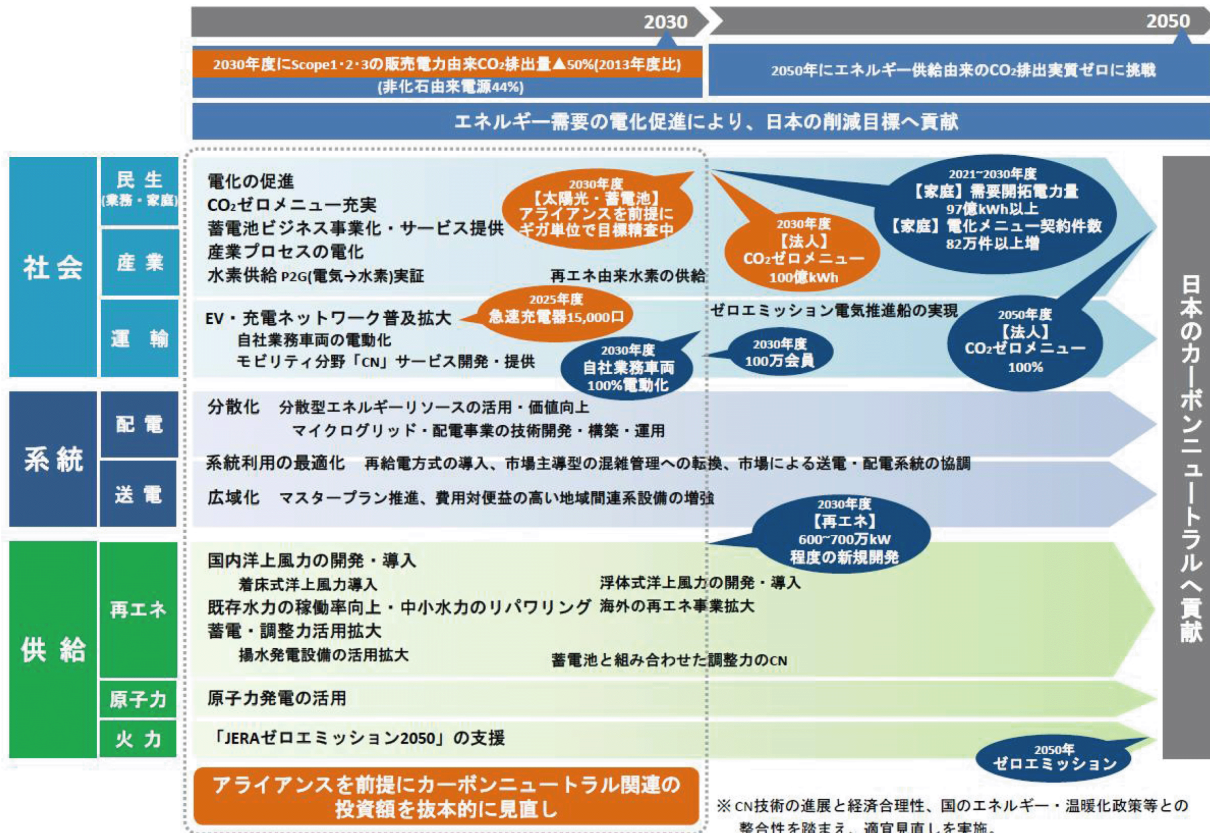 2030
2050
2030年度にScope1・2・3の販売電力由来CO₂排出量▲50%(2013年度比)
(非化石由来電源44%)
2050年にエネルギー供給由来のCO₂排出実質ゼロに挑戦
エネルギー需要の電化促進により、日本の削減目標へ貢献
社会
民生
(業務・家庭)
産業
運輸
電化の促進
CO₂ゼロメニュー充実
蓄電池ビジネス事業化・サービス提供
産業プロセスの電化
水素供給 P2G(電気→水素)実証
再エネ由来水素の供給
2030年度
【太陽光・蓄電池】
アライアンスを前提に
ギガ単位で目標精査中
2030年度
【法人】
CO₂ゼロメニュー
100億kWh
2021~2030年度
【家庭】需要開拓電力量
97億kWh以上
【家庭】電化メニュー契約件数
82万件以上増
EV・充電ネットワーク普及拡大
自社業務車両の電動化
モビリティ分野「CN」サービス開発・提供
2025年度
急速充電器15,000口
2030年度
自社業務車両
100%電動化
ゼロエミッション電気推進船の実現
2030年度
100万会員
2050年度
【法人】
CO₂ゼロメニュー
100%
系統
配電
送電
分散化 分散型エネルギーリソースの活用・価値向上
マイクログリッド・配電事業の技術開発・構築・運用
系統利用の最適化 再給電方式の導入、市場主導型の混雑管理への転換、市場による送電・配電系統の協調
広域化 マスタープラン推進、費用対便益の高い地域間連系設備の増強
2030年度
【再エネ】
600~700万kW
程度の新規開発
供給
再エネ
原子力
火力
国内洋上風力の開発・導入
着床式洋上風力導入
浮体式洋上風力の開発・導入
既存水力の稼働率向上・中小水力のリパワリング
海外の再エネ事業拡大
蓄電・調整力活用拡大
揚水発電設備の活用拡大
蓄電池と組み合わせた調整力のCN
原子力発電の活用
「JERAゼロエミッション2050」の支援
2050年
ゼロエミッション
日本のカーボンニュートラルへ貢献
アライアンスを前提にカーボンニュートラル関連の
投資額を抜本的に見直し
※ CN技術の進展と経済合理性、国のエネルギー・温暖化政策等との
整合性を踏まえ、適宜見直しを実施。